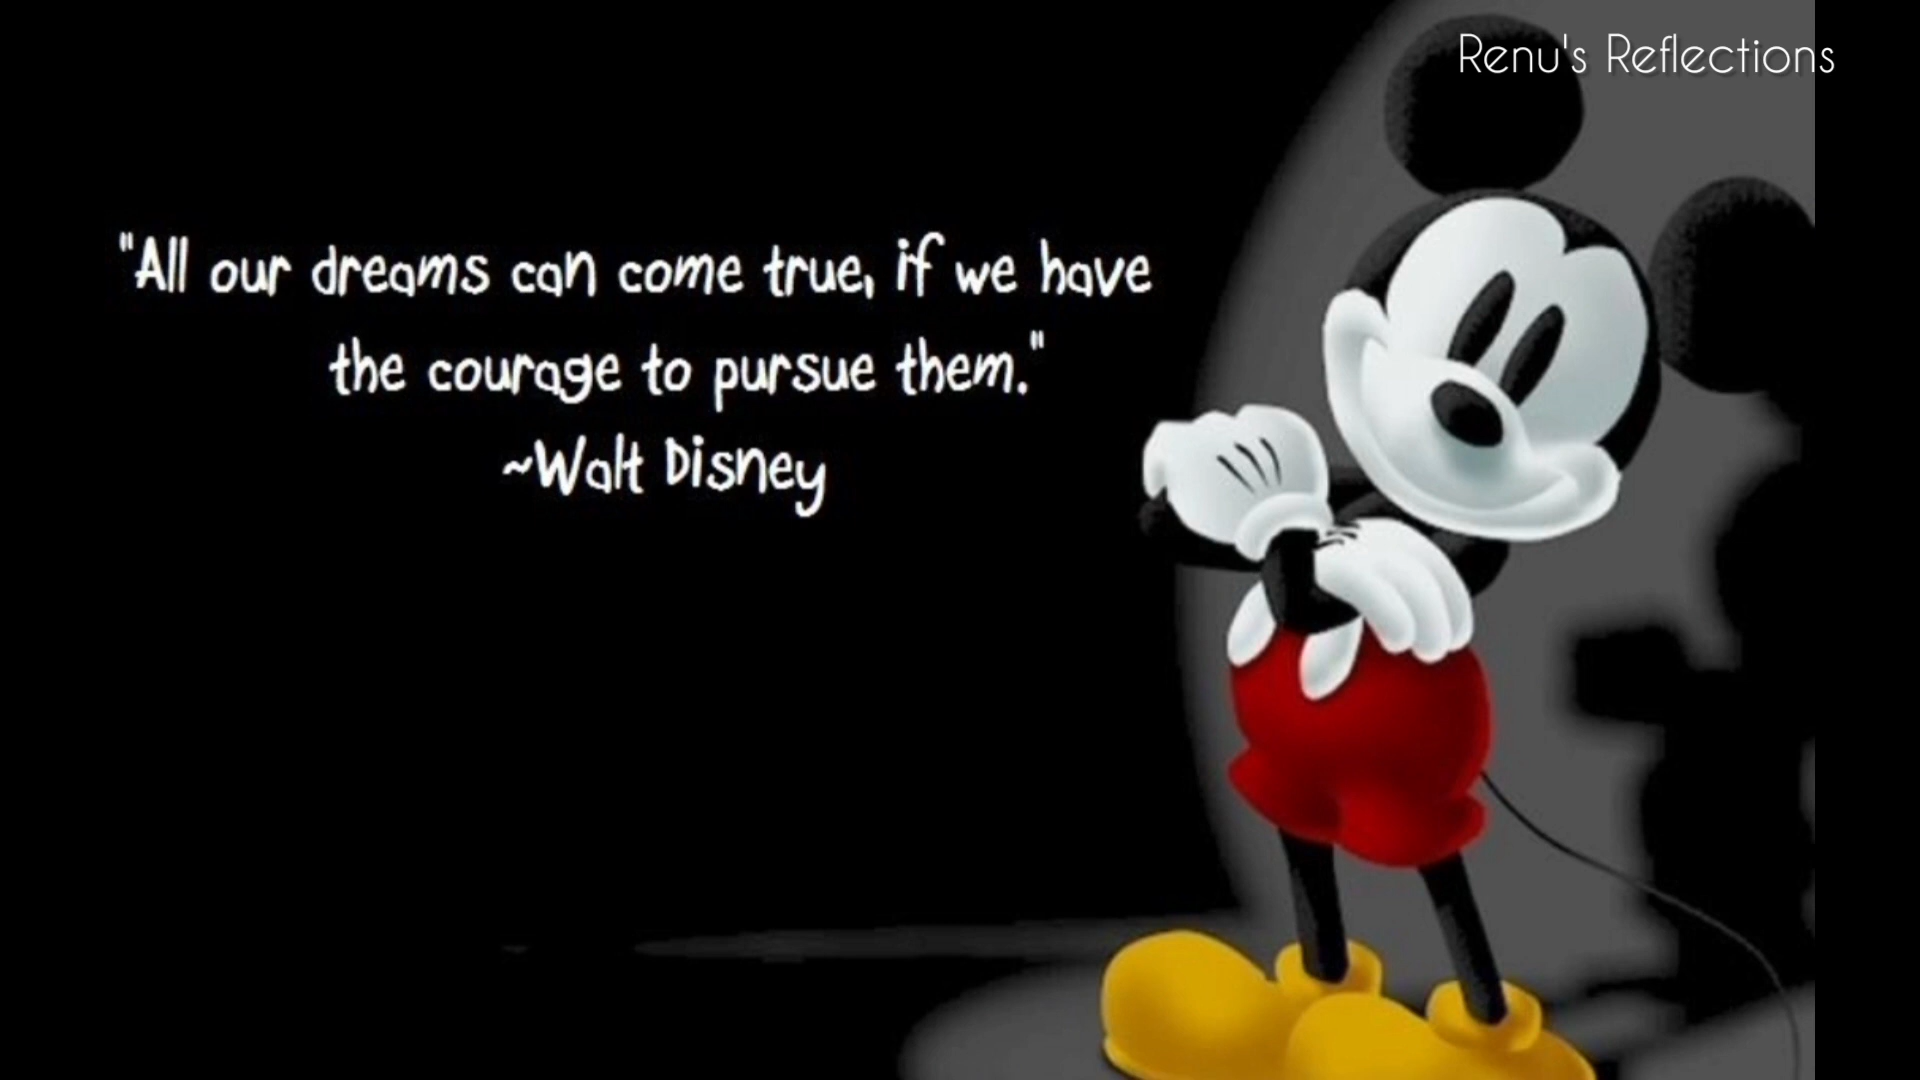 Renu's Reflections
"All our dreams can come true, if we have
the courage to pursue them."
~Walt Disney